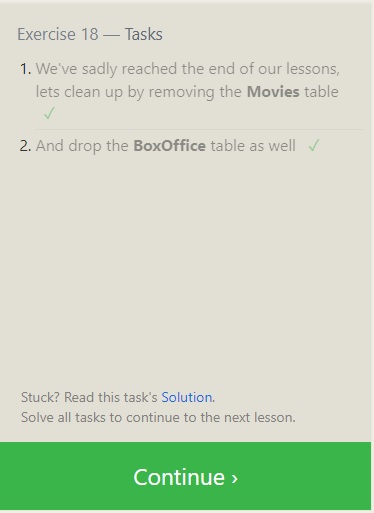 Exercise 18 — Tasks
1. We've sadly reached the end of our lessons,
lets clean up by removing the Movies table
✓
2. And drop the BoxOffice table as well ✓
Stuck? Read this task's Solution.
Solve all tasks to continue to the next lesson.
Continue ›